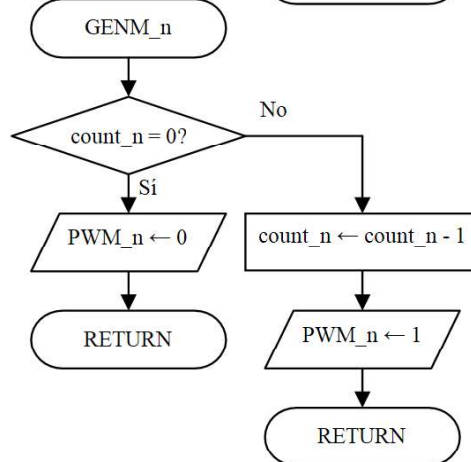 GENM_n
No
count_n = 0?
Sí
PWM_n ← 0
count_n ← count_n - 1
RETURN
PWM_n ← 1
RETURN